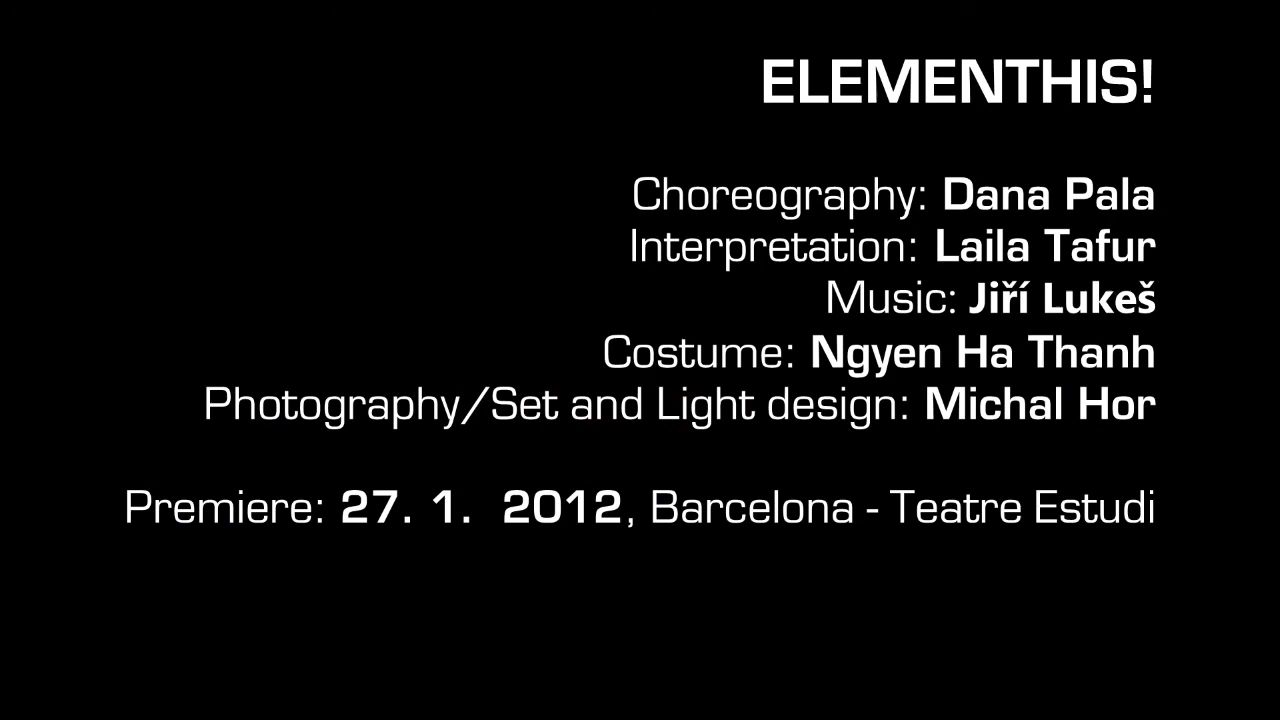 ELEMENTHIS!
Choreography: Dana Pala
Interpretation: Laila Tafur
Music: Jiří Lukeš
Costume: Ngyen Ha Thanh
Photography/Set and Light design: Michal Hor
Premiere: 27. 1.  2012, Barcelona - Teatre Estudi